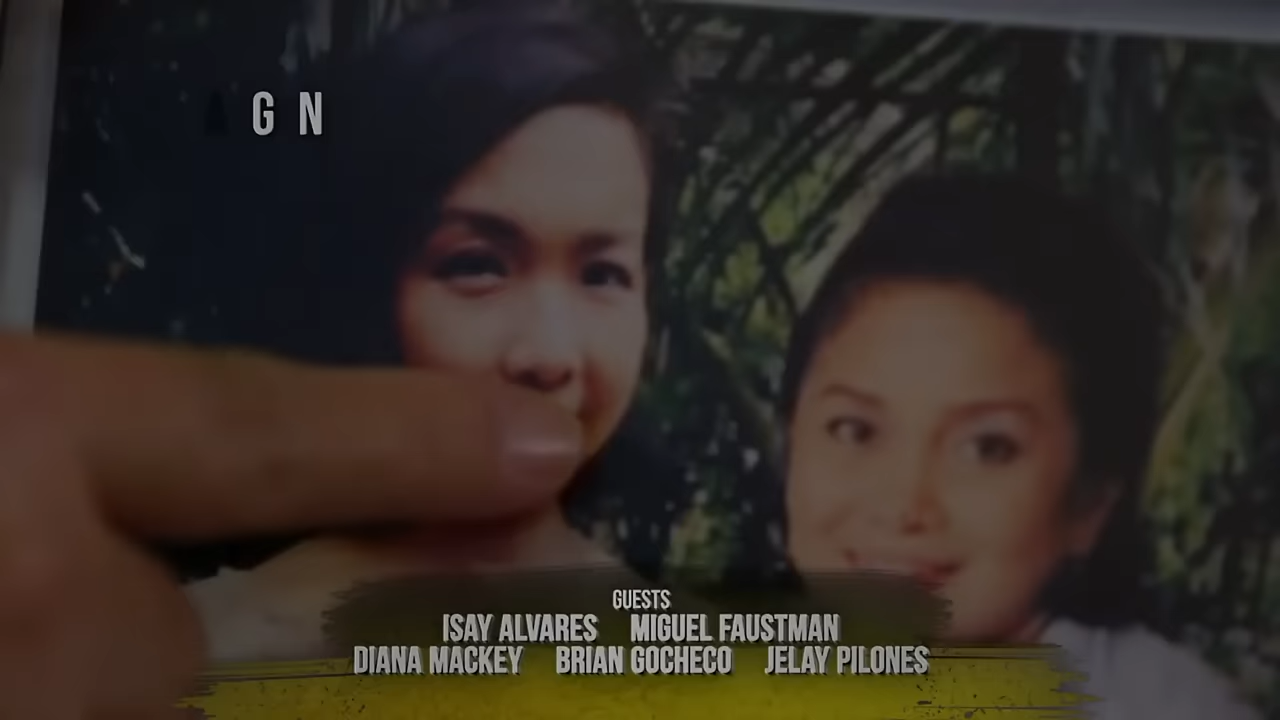 G N
GUESTS
ISAY ALVARES MIGUEL FAUSTMAN
DIANA MACKEY BRIAN GOCHECO JELAY PILONES